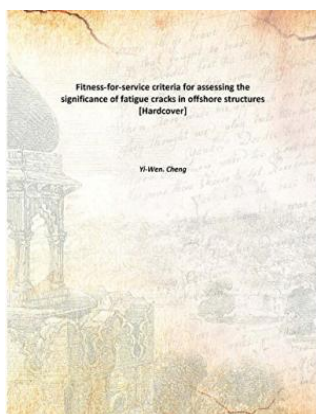 Fitness-for-service criteria for assessing the
significance of fatigue cracks in offshore structures
[Hardcover]
Yi-Wen. Cheng